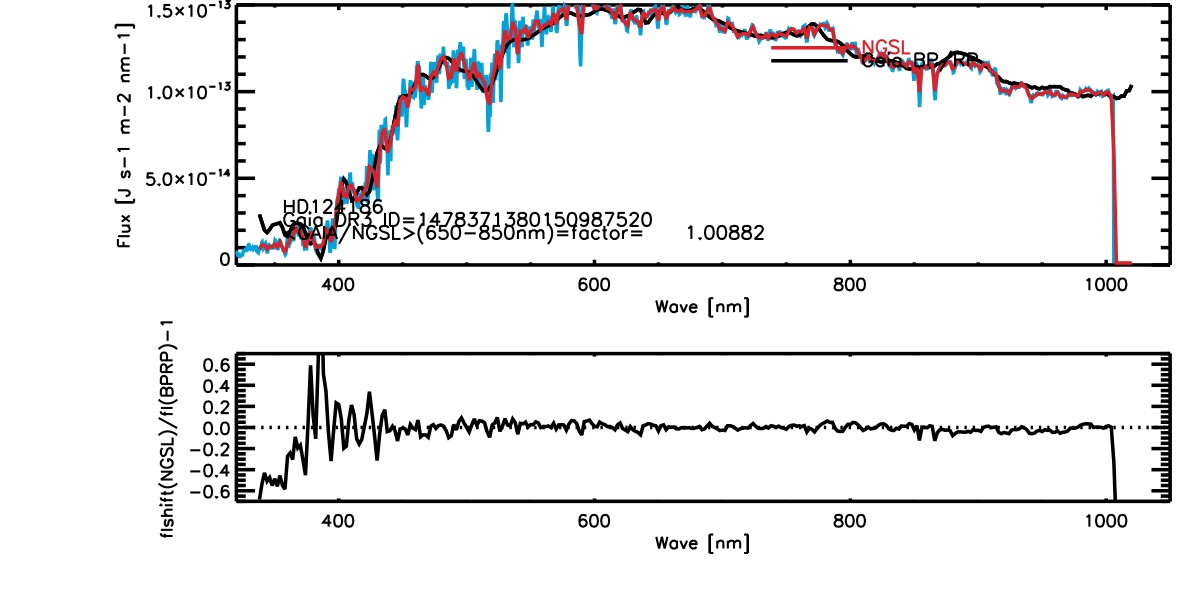 1.5×10−13
1.0×10−13
5.0×10−14
0
Flux [J s−1 m−2 nm−1]
NGSL
Gaia BP/RP
HD124186
Gaia DR3 ID=1478371380150987520
<GAIA/NGSL>(650−850nm)=factor= 1.00882
400 600 800 1000
Wave [nm]
flshift(NGSL)/fl(BPRP)−1
0.6
0.4
0.2
0.0
−0.2
−0.4
−0.6
400 600 800 1000
Wave [nm]